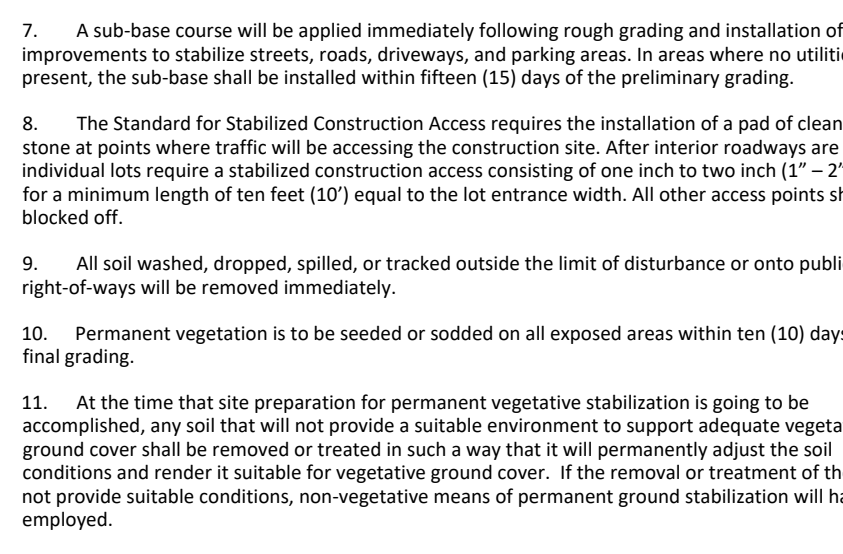 7. A sub-base course will be applied immediately following rough grading and installation of
improvements to stabilize streets, roads, driveways, and parking areas. In areas where no
present, the sub-base shall be installed within fifteen (15) days of the preliminary grading.
8. The Standard for Stabilized Construction Access requires the installation of a pad of clean
stone at points where traffic will be accessing the construction site. After interior roadways are
individual lots require a stabilized construction access consisting of one inch to two inch (1” – 2”
for a minimum length of ten feet (10’) equal to the lot entrance width. All other access points
blocked off.
9. All soil washed, dropped, spilled, or tracked outside the limit of disturbance or onto
right-of-ways will be removed immediately.
10. Permanent vegetation is to be seeded or sodded on all exposed areas within ten (10)
final grading.
11. At the time that site preparation for permanent vegetative stabilization is going to be
accomplished, any soil that will not provide a suitable environment to support adequate
ground cover shall be removed or treated in such a way that it will permanently adjust the soil
conditions and render it suitable for vegetative ground cover. If the removal or treatment of
not provide suitable conditions, non-vegetative means of permanent ground stabilization will
employed.